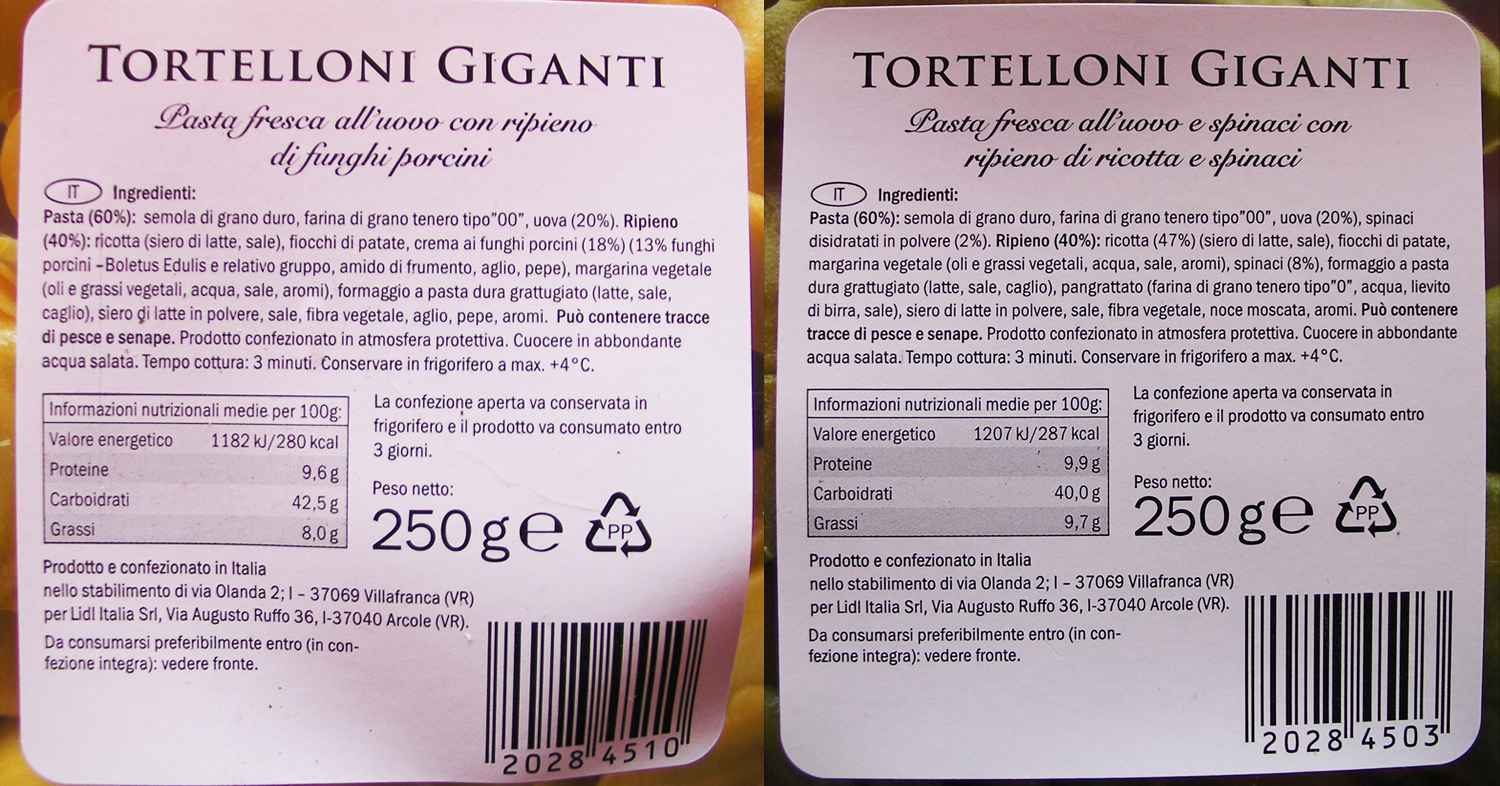 TORTELLONI GIGANTI
Pasta fresca all'uovo con ripieno
di funghi porcini
IT Ingredienti:
Pasta (60%): semola di grano duro, farina di grano tenero tipo"00", uova (20%). Ripieno
(40%): ricotta (siero di latte, sale), fiocchi di patate, crema ai funghi porcini (18%) (13% funghi
porcini –Boletus Edulis e relativo gruppo, amido di frumento, aglio, pepe), margarina vegetale
(oli e grassi vegetali, acqua, sale, aromi), formaggio a pasta dura grattugiato (latte, sale,
caglio), siero di latte in polvere, sale, fibra vegetale, aglio, pepe, aromi. Può contenere tracce
di pesce e senape. Prodotto confezionato in atmosfera protettiva. Cuocere in abbondante
acqua salata. Tempo cottura: 3 minuti. Conservare in frigorifero a max. +4°C.
Informazioni nutrizionali medie per 100g:
Valore energetico 1182 kJ/280 kcal
Proteine 9,6 g
Carboidrati 42,5 g
Grassi 8,0 g
La confezione aperta va conservata in
frigorifero e il prodotto va consumato entro
3 giorni.
Peso netto:
250 g e
PP
Prodotto e confezionato in Italia
nello stabilimento di via Olanda 2; I – 37069 Villafranca (VR)
per Lidl Italia Srl, Via Augusto Ruffo 36, I-37040 Arcole (VR).
Da consumarsi preferibilmente entro (in con-
fezione integra): vedere fronte.
2028 4510
TORTELLONI GIGANTI
Pasta fresca all'uovo e spinaci con
ripieno di ricotta e spinaci
IT Ingredienti:
Pasta (60%): semola di grano duro, farina di grano tenero tipo"00", uova (20%), spinaci
disidratati in polvere (2%). Ripieno (40%): ricotta (47%) (siero di latte, sale), fiocchi di patate,
margarina vegetale (oli e grassi vegetali, acqua, sale, aromi), spinaci (8%), formaggio a pasta
dura grattugiato (latte, sale, caglio), pangrattato (farina di grano tenero tipo"0", acqua, lievito
di birra, sale), siero di latte in polvere, sale, fibra vegetale, noce moscata, aromi. Può contenere
tracce di pesce e senape. Prodotto confezionato in atmosfera protettiva. Cuocere in abbondante
acqua salata. Tempo cottura: 3 minuti. Conservare in frigorifero a max. +4°C.
Informazioni nutrizionali medie per 100g:
Valore energetico 1207 kJ/287 kcal
Proteine 9,9 g
Carboidrati 40,0 g
Grassi 9,7 g
La confezione aperta va conservata in
frigorifero e il prodotto va consumato entro
3 giorni.
Peso netto:
250 g e
PP
Prodotto e confezionato in Italia
nello stabilimento di via Olanda 2; I – 37069 Villafranca (VR)
per Lidl Italia Srl, Via Augusto Ruffo 36, I-37040 Arcole (VR).
Da consumarsi preferibilmente entro (in con-
fezione integra): vedere fronte.
2028 4503